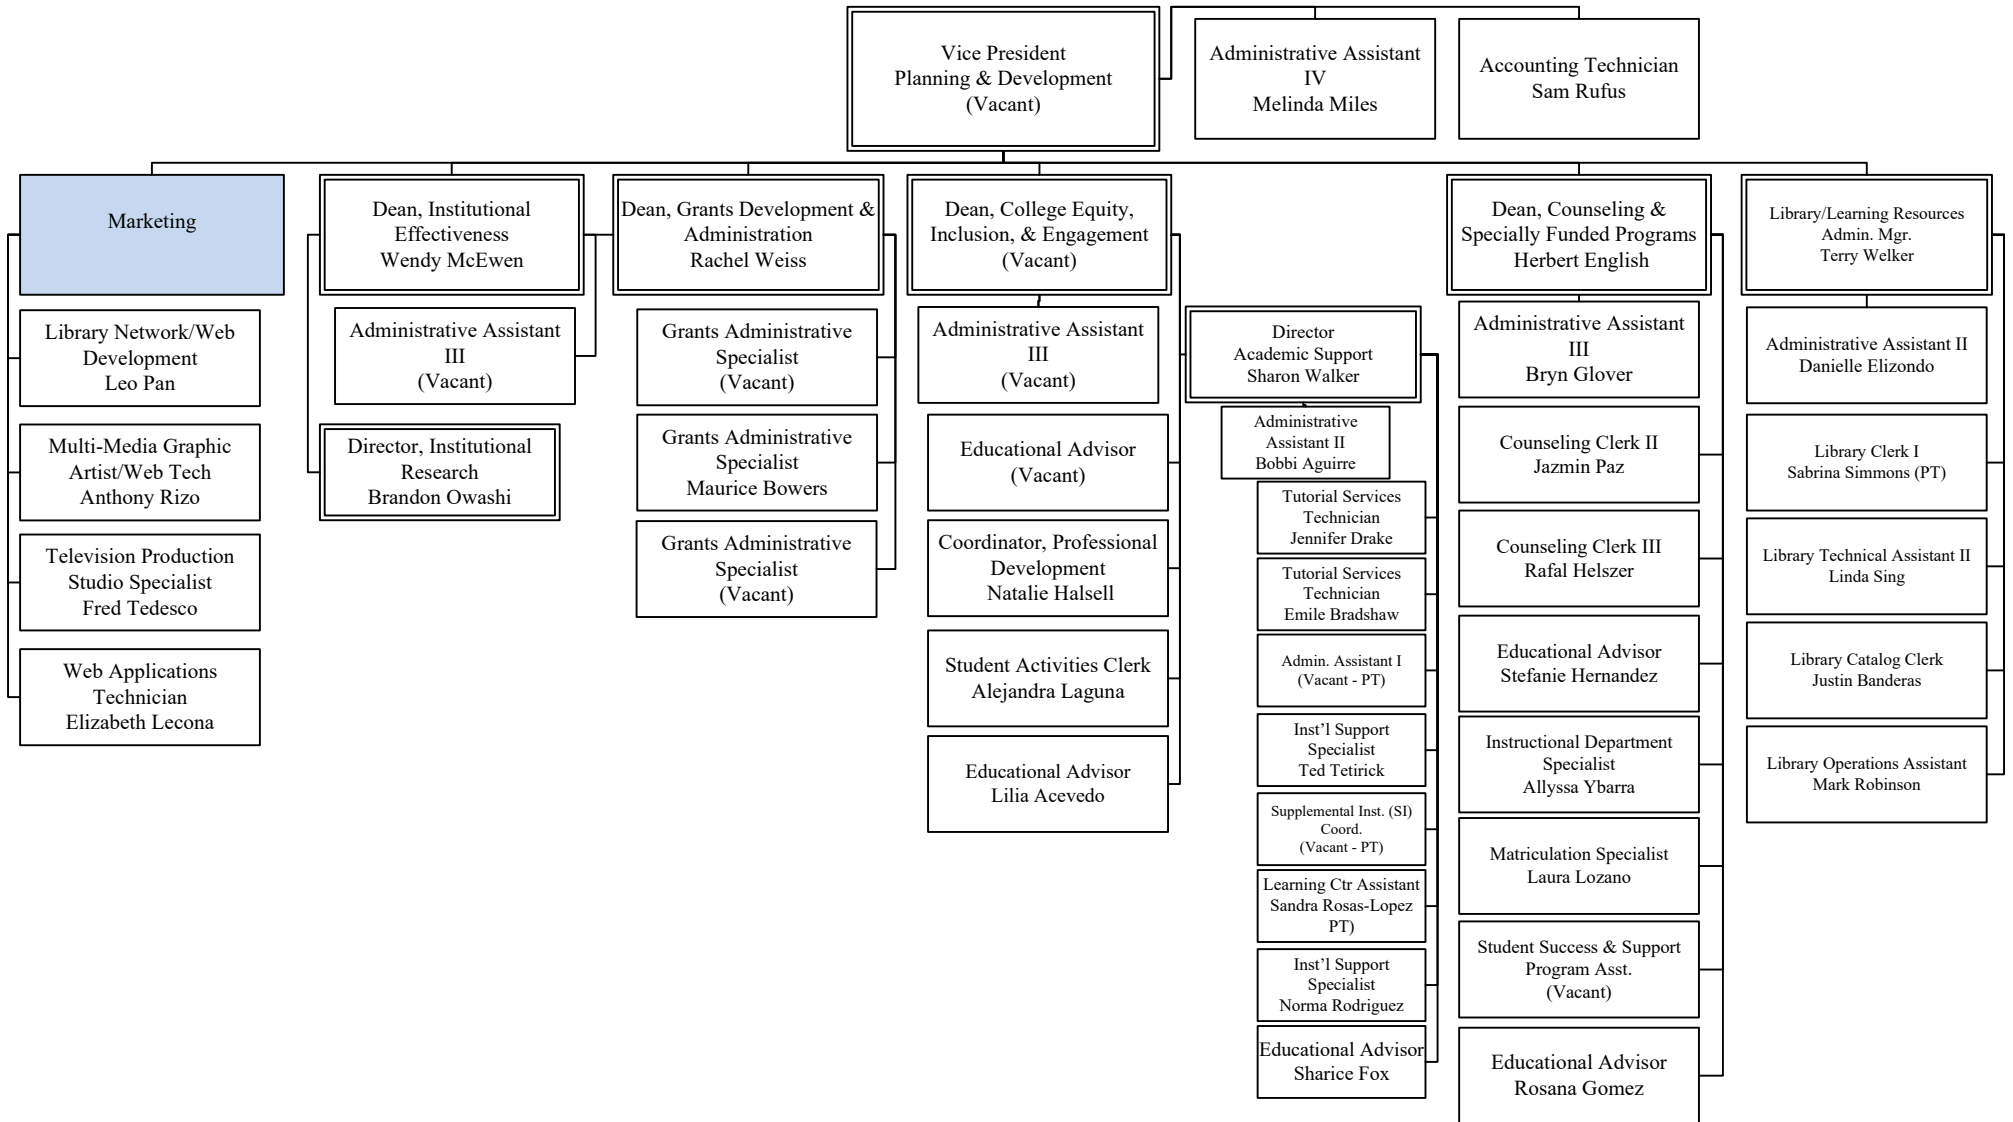 Vice President
Planning & Development
(Vacant)
Administrative Assistant
IV
Melinda Miles
Accounting Technician
Sam Rufus
Marketing
Library Network/Web
Development
Leo Pan
Multi-Media Graphic
Artist/Web Tech
Anthony Rizo
Television Production
Studio Specialist
Fred Tedesco
Web Applications
Technician
Elizabeth Lecona
Dean, Institutional
Effectiveness
Wendy McEwen
Administrative Assistant
III
(Vacant)
Director, Institutional
Research
Brandon Owashi
Dean, Grants Development &
Administration
Rachel Weiss
Grants Administrative
Specialist
(Vacant)
Grants Administrative
Specialist
Maurice Bowers
Grants Administrative
Specialist
(Vacant)
Dean, College Equity,
Inclusion, & Engagement
(Vacant)
Administrative Assistant
III
(Vacant)
Educational Advisor
(Vacant)
Coordinator, Professional
Development
Natalie Halsell
Student Activities Clerk
Alejandra Laguna
Educational Advisor
Lilia Acevedo
Director
Academic Support
Sharon Walker
Administrative
Assistant II
Bobbi Aguirre
Tutorial Services
Technician
Jennifer Drake
Tutorial Services
Technician
Emile Bradshaw
Admin. Assistant I
(Vacant - PT)
Inst’l Support
Specialist
Ted Tetirick
Supplemental Inst. (SI)
Coord.
(Vacant - PT)
Learning Ctr Assistant
Sandra Rosas-Lopez
PT)
Inst’l Support
Specialist
Norma Rodriguez
Educational Advisor
Sharice Fox
Dean, Counseling &
Specially Funded Programs
Herbert English
Administrative Assistant
III
Bryn Glover
Counseling Clerk II
Jazmin Paz
Counseling Clerk III
Rafal Helszer
Educational Advisor
Stefanie Hernandez
Instructional Department
Specialist
Allyssa Ybarra
Matriculation Specialist
Laura Lozano
Student Success & Support
Program Asst.
(Vacant)
Educational Advisor
Rosana Gomez
Library/Learning Resources
Admin. Mgr.
Terry Welker
Administrative Assistant II
Danielle Elizondo
Library Clerk I
Sabrina Simmons (PT)
Library Technical Assistant II
Linda Sing
Library Catalog Clerk
Justin Banderas
Library Operations Assistant
Mark Robinson